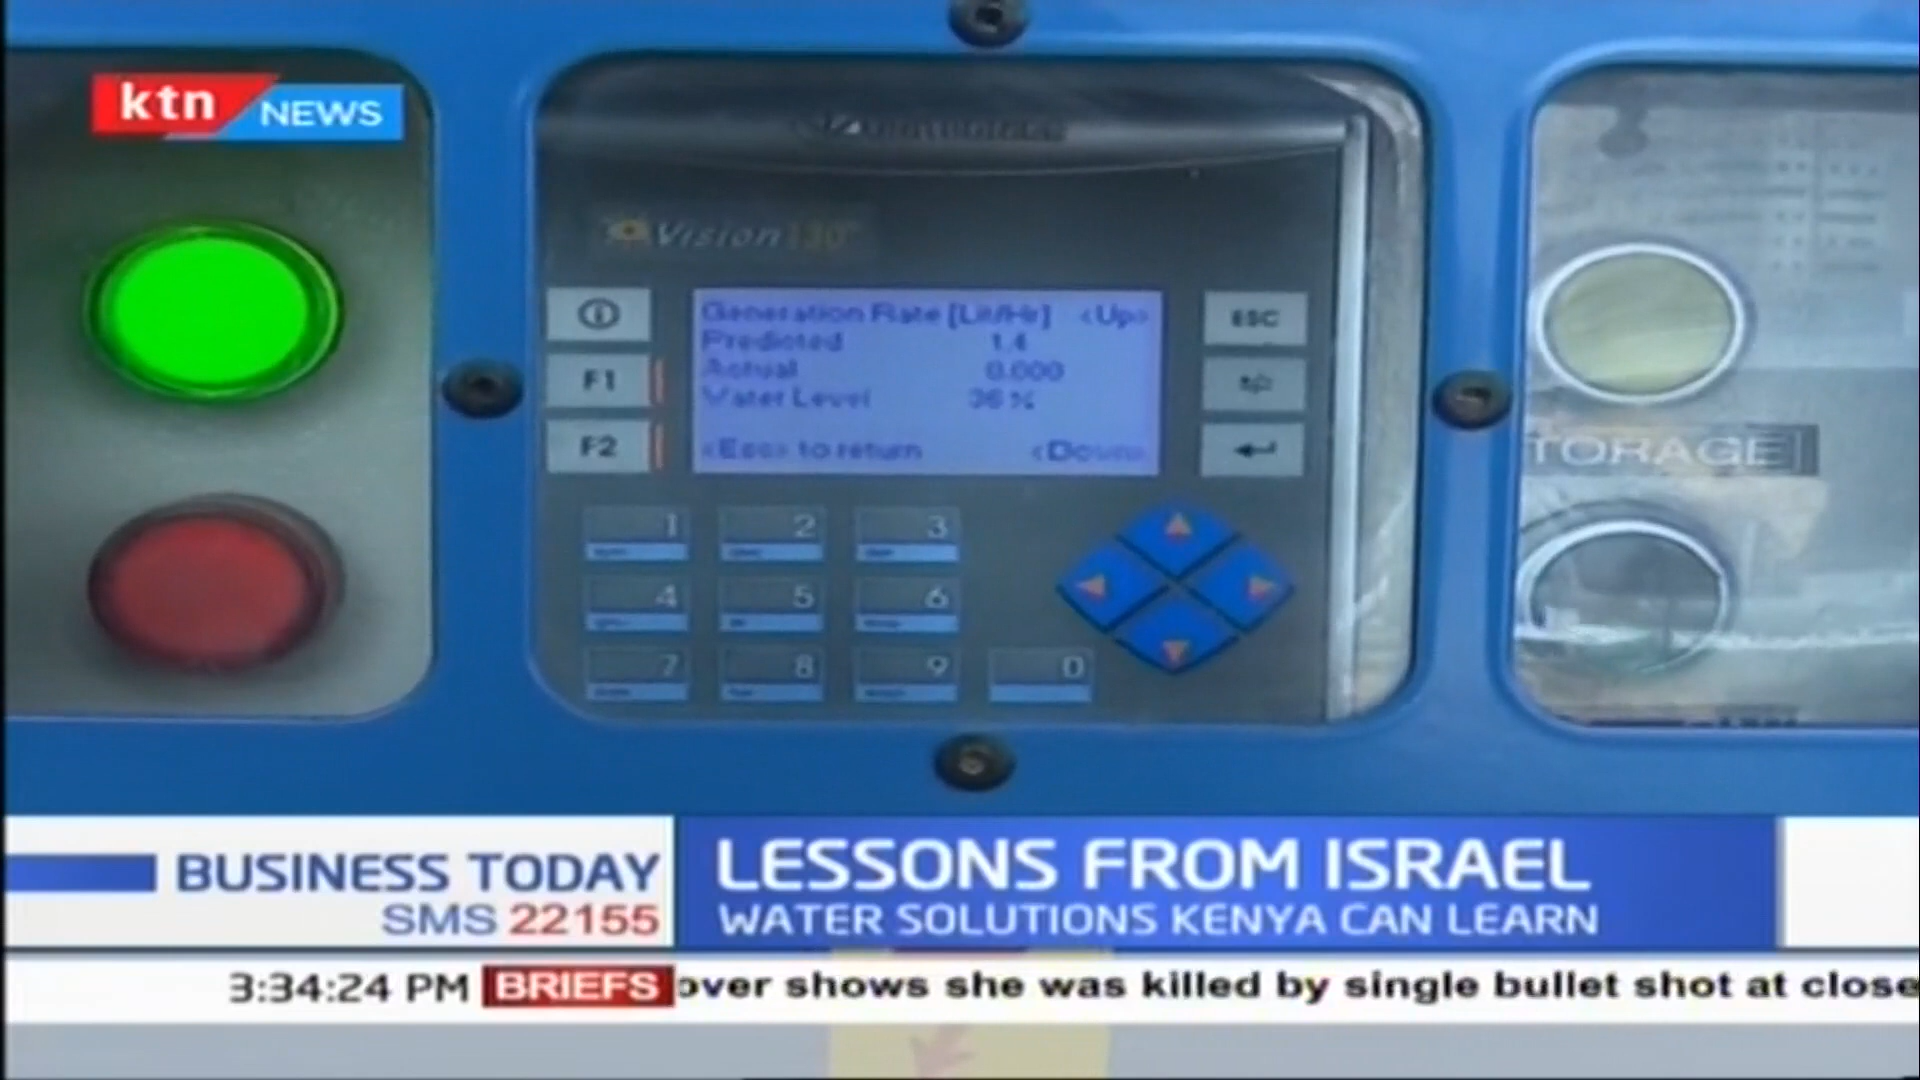 ktn NEWS
Vision130
Generation Rate [Lit/Hr] <Up>
Predicted 1.4
Actual 0.000
Water Level 36 %
<Esc> to return <Down>
F1
F2
ESC
1 2 3
4 5 6
7 8 9 0
TORAGE
BUSINESS TODAY
SMS 22155
LESSONS FROM ISRAEL
WATER SOLUTIONS KENYA CAN LEARN
3:34:24 PM BRIEFS over shows she was killed by single bullet shot at close